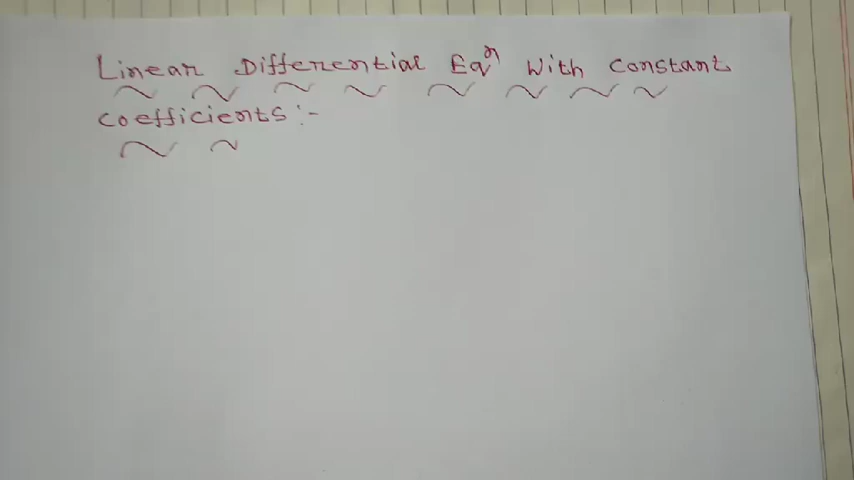 Linear Differential Eqⁿ With constant
coefficients :-